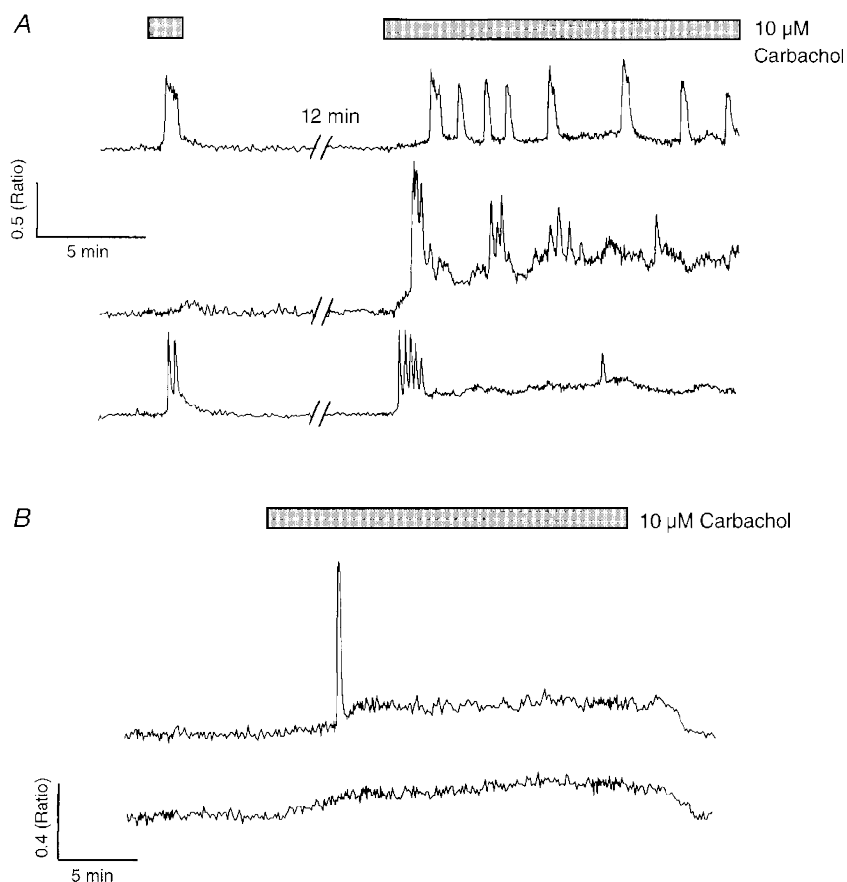 A
10 µM
Carbachol
12 min
0.5 (Ratio)
5 min
B
10 µM Carbachol
0.4 (Ratio)
5 min